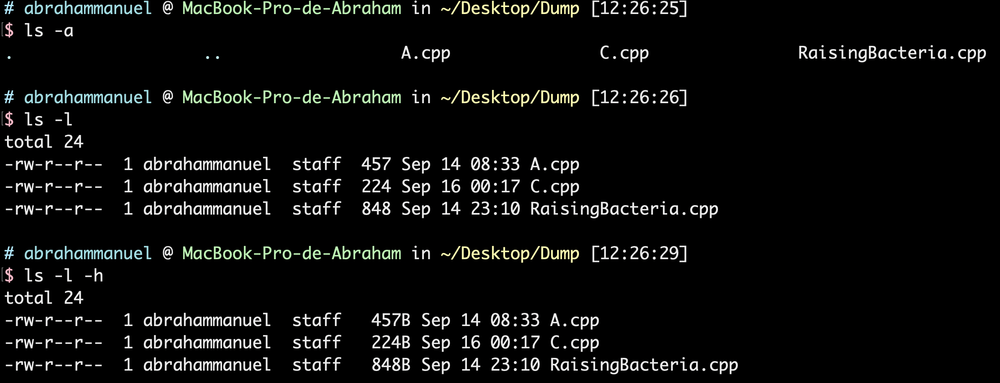 # abrahammanuel @ MacBook-Pro-de-Abraham in ~/Desktop/Dump [12:26:25]
$ ls -a
. .. A.cpp C.cpp RaisingBacteria.cpp
# abrahammanuel @ MacBook-Pro-de-Abraham in ~/Desktop/Dump [12:26:26]
$ ls -l
total 24
-rw-r--r-- 1 abrahammanuel staff 457 Sep 14 08:33 A.cpp
-rw-r--r-- 1 abrahammanuel staff 224 Sep 16 00:17 C.cpp
-rw-r--r-- 1 abrahammanuel staff 848 Sep 14 23:10 RaisingBacteria.cpp
# abrahammanuel @ MacBook-Pro-de-Abraham in ~/Desktop/Dump [12:26:29]
$ ls -l -h
total 24
-rw-r--r-- 1 abrahammanuel staff 457B Sep 14 08:33 A.cpp
-rw-r--r-- 1 abrahammanuel staff 224B Sep 16 00:17 C.cpp
-rw-r--r-- 1 abrahammanuel staff 848B Sep 14 23:10 RaisingBacteria.cpp